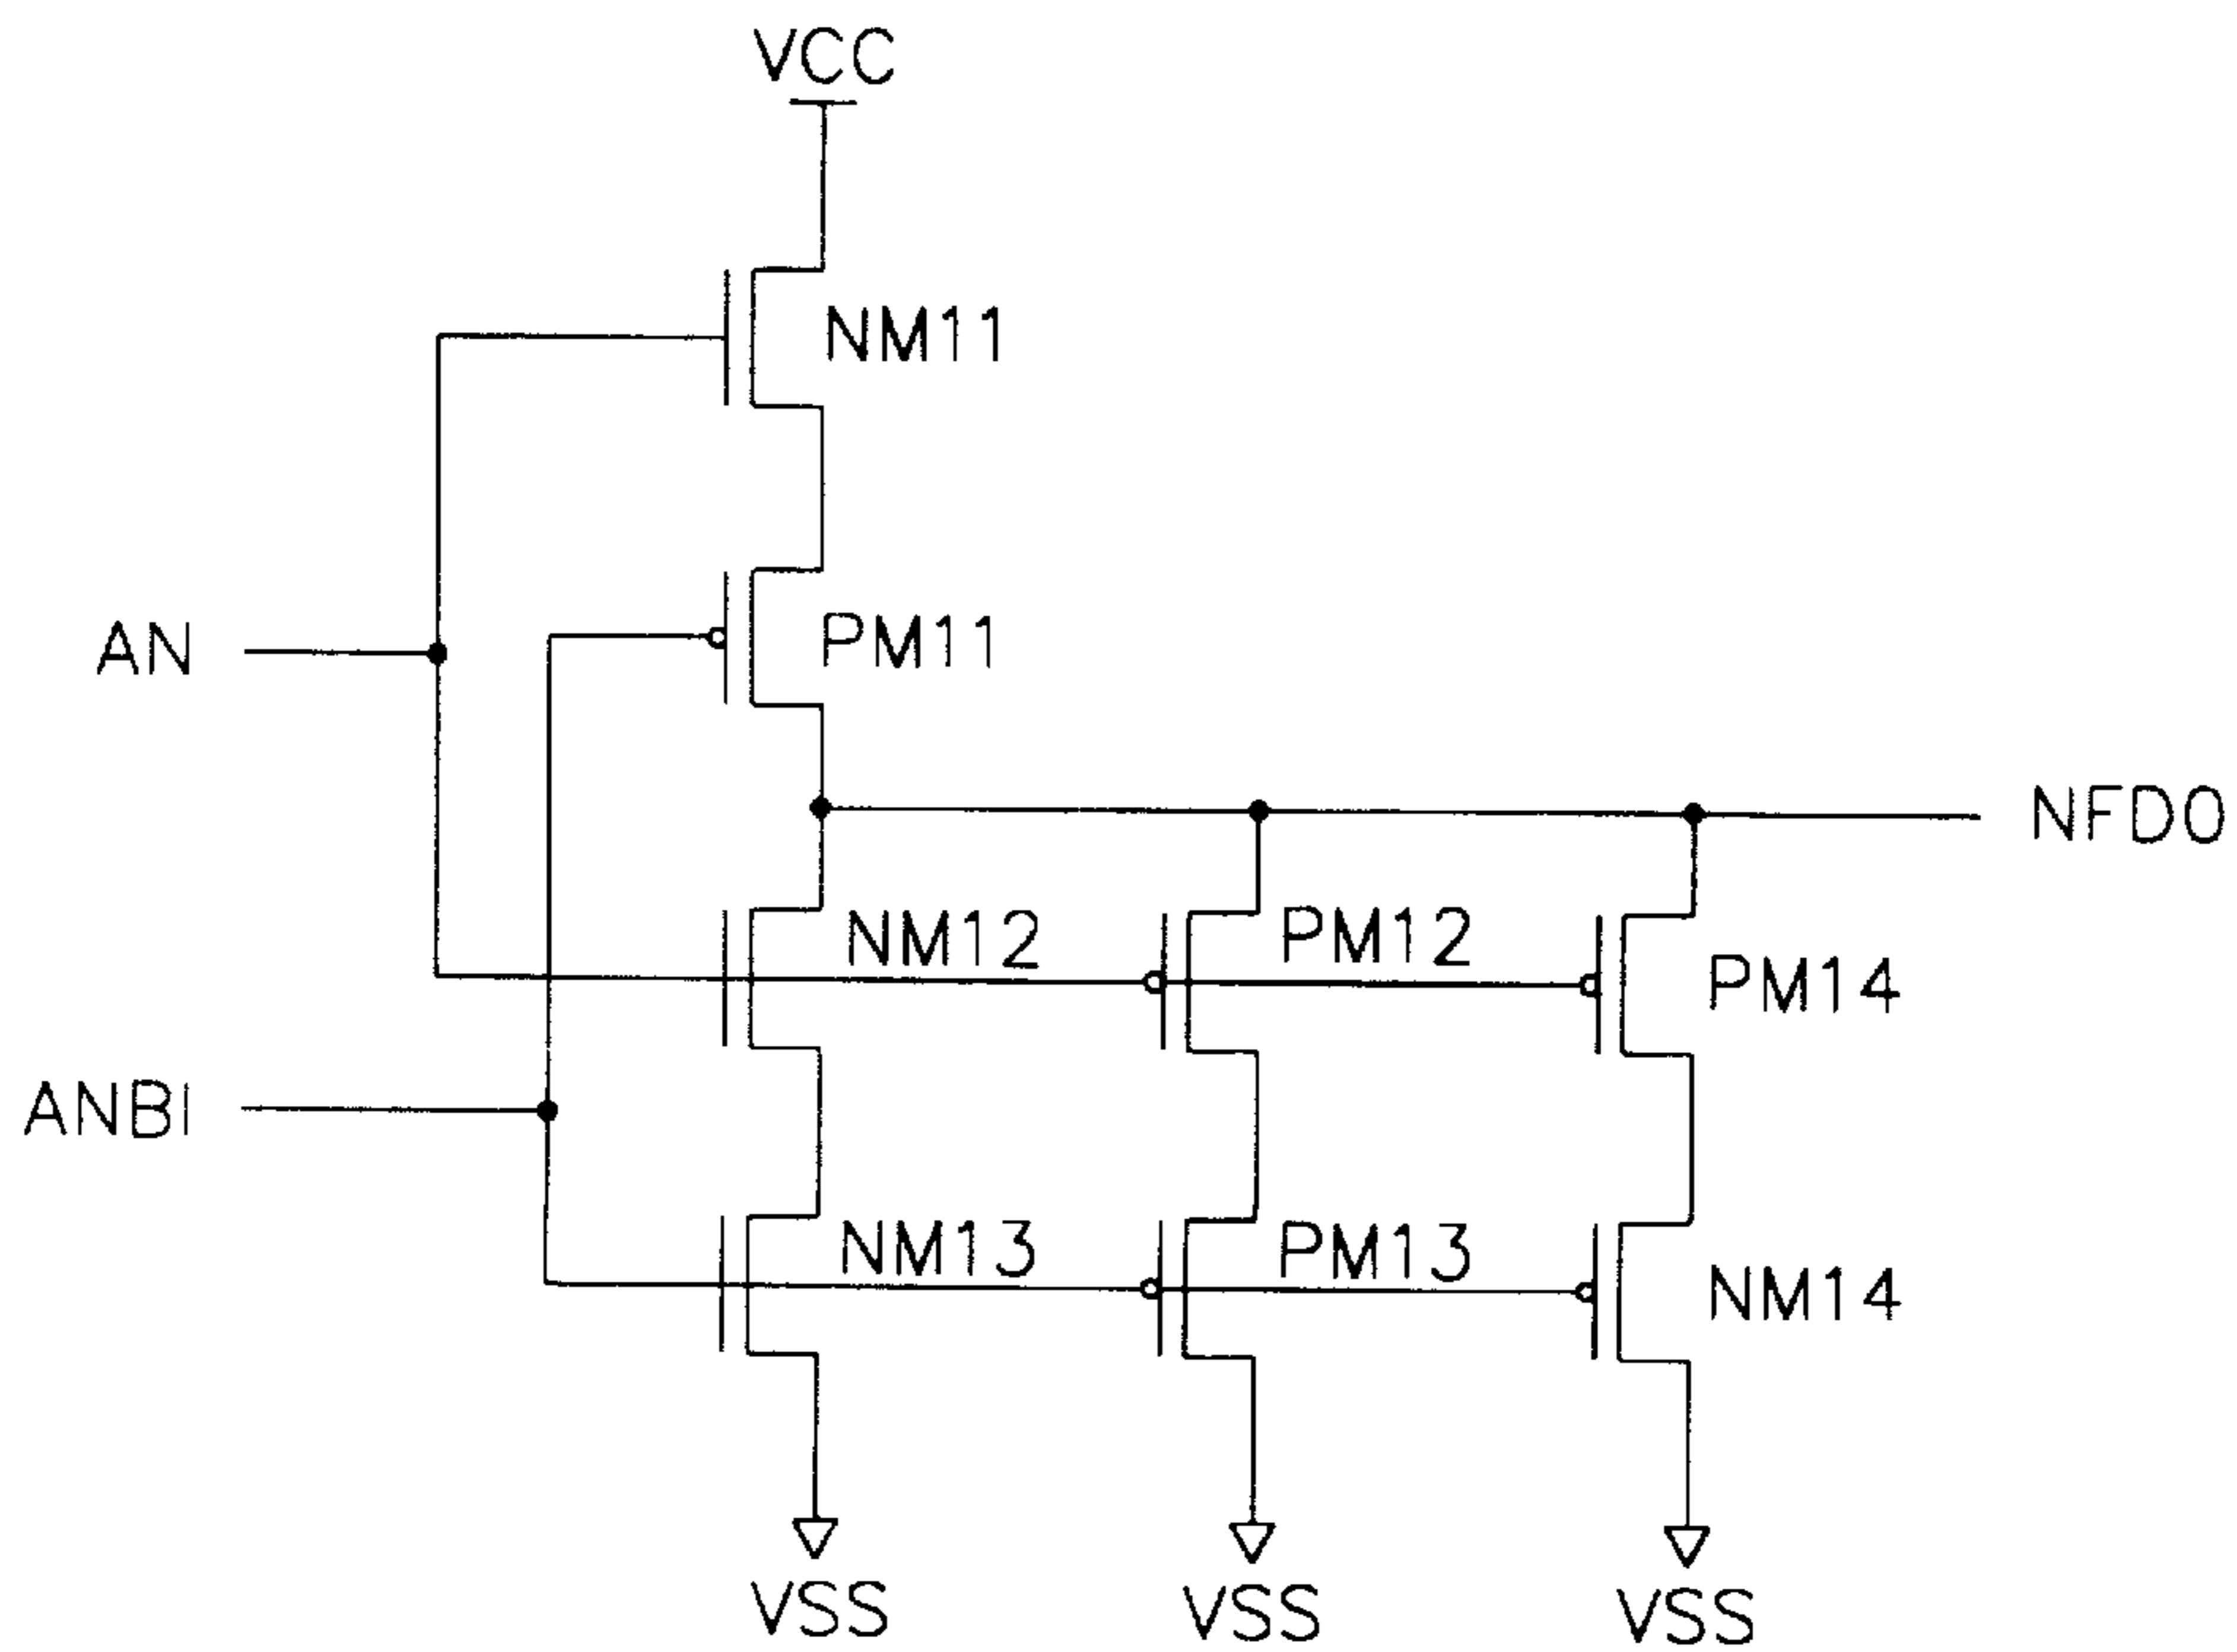 VCC
NM11
AN
PM11
NFDO
NM12
PM12
PM14
ANBI
NM13
PM13
NM14
VSS
VSS
VSS